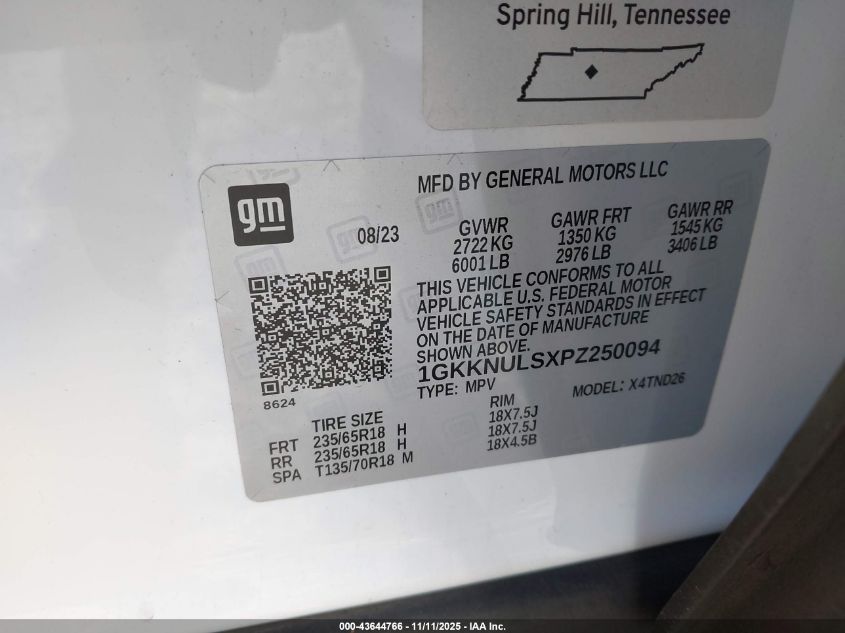 Spring Hill, Tennessee
gm
MFD BY GENERAL MOTORS LLC
08/23
GVWR
2722 KG
6001 LB
GAWR FRT
1350 KG
2976 LB
GAWR RR
1545 KG
3406 LB
THIS VEHICLE CONFORMS TO ALL
APPLICABLE U.S. FEDERAL MOTOR
VEHICLE SAFETY STANDARDS IN EFFECT
ON THE DATE OF MANUFACTURE
SHOWN ABOVE.
1GKKNULSXPZ250094
TYPE: MPV
MODEL: X4TND26
8624
TIRE SIZE RIM
FRT 235/65R18 H 18X7.5J
RR 235/65R18 H 18X7.5J
SPA T135/70R18 M 18X4.5B
000-43644766 - 11/11/2025 - IAA Inc.